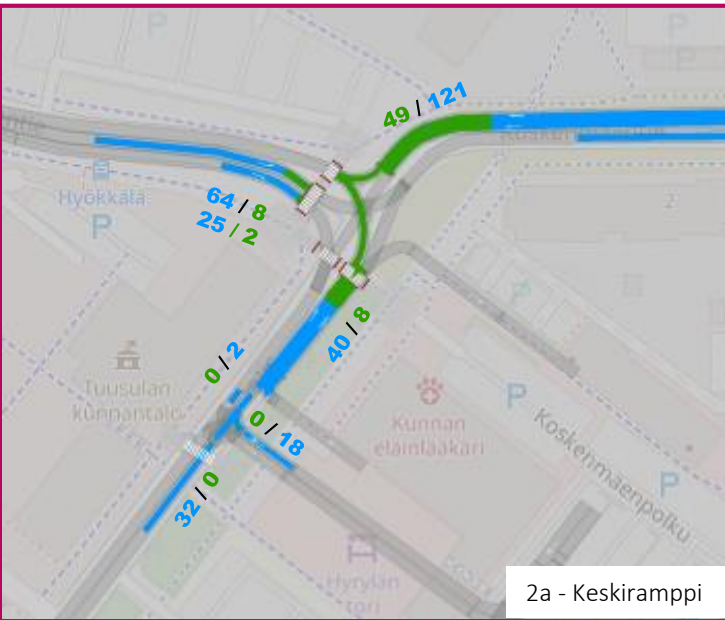 P
P
P
49 / 121
Hyökkälä
P
2
64 / 8
25 / 2
P
40 / 8
0 / 2
Tuusulan
kunnantalo
P
Kunnan
eläinlääkäri
Koskenmäenpolku
0 / 18
P
32 / 0
Hyrylän
tori
2a - Keskiramppi